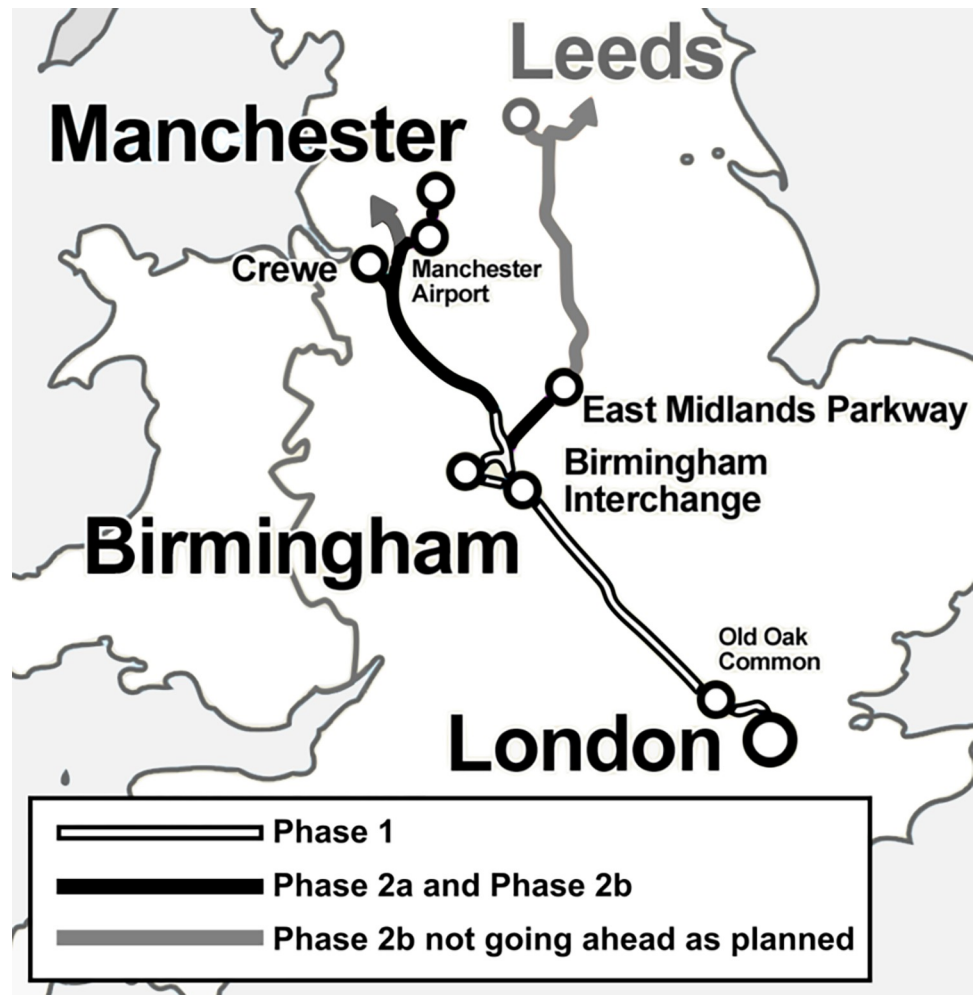 Leeds
Manchester
Crewe
Manchester
Airport
East Midlands Parkway
Birmingham
Interchange
Birmingham
Old Oak
Common
London
Phase 1
Phase 2a and Phase 2b
Phase 2b not going ahead as planned